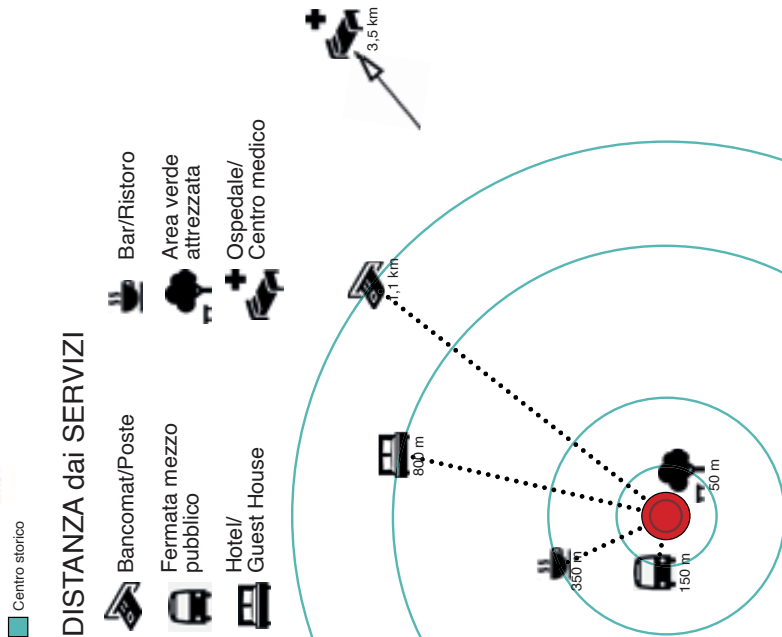 Centro storico
DISTANZA dai SERVIZI
Bancomat/Poste
Fermata mezzo
pubblico
Hotel/
Guest House
Bar/Ristoro
Area verde
attrezzata
Ospedale/
Centro medico
3,5 km
1,1 km
800 m
350 m
50 m
150 m